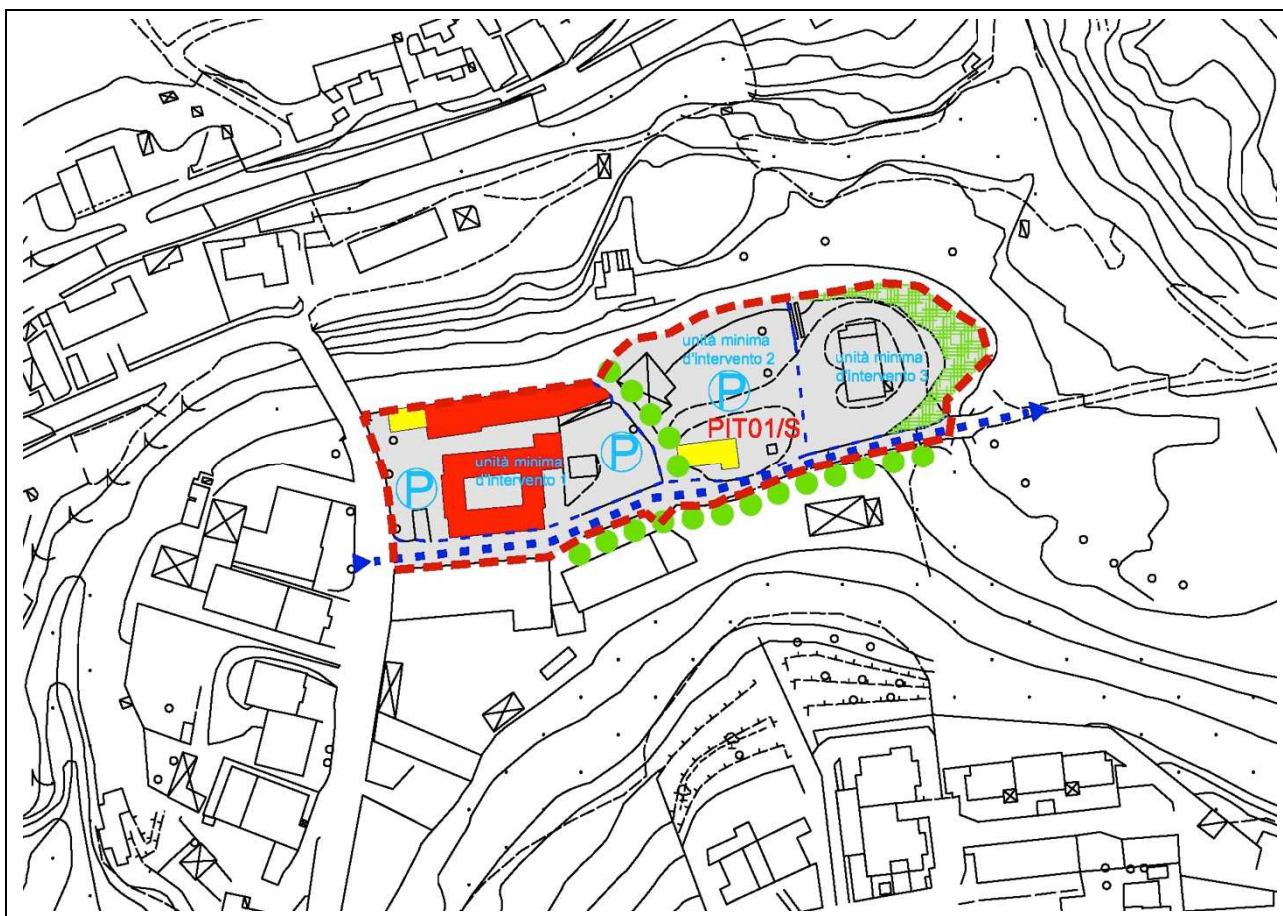 unità minima
d'intervento 2
unità minima
d'intervento 3
P
PIT01/S
P
unità minima
d'intervento 1
P